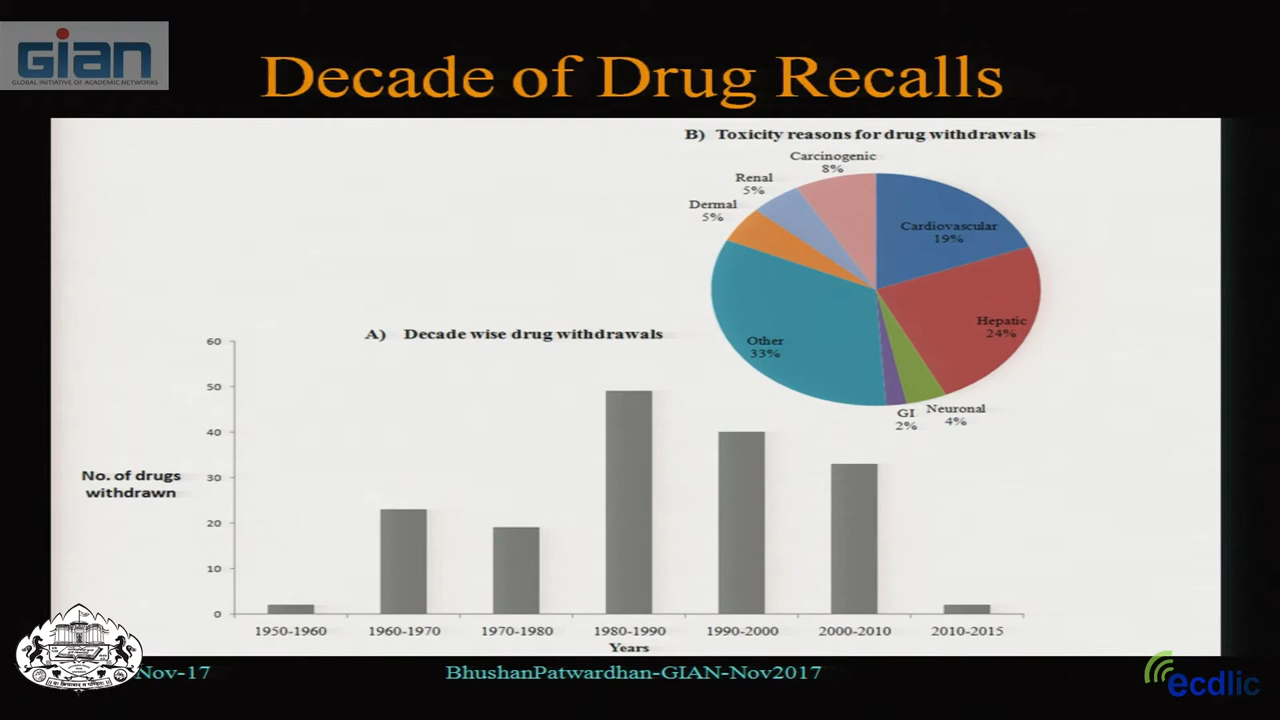 GIAN
GLOBAL INITIATIVE OF ACADEMIC NETWORKS
Decade of Drug Recalls
B) Toxicity reasons for drug withdrawals
Carcinogenic
8%
Renal
5%
Dermal
5%
Cardiovascular
19%
Hepatic
24%
Other
33%
GI
2%
Neuronal
4%
A) Decade wise drug withdrawals
60
50
40
30
20
10
0
No. of drugs
withdrawn
1950-1960
1960-1970
1970-1980
1980-1990
1990-2000
2000-2010
2010-2015
Years
Nov-17
BhushanPatwardhan-GIAN-Nov2017
ecdlic